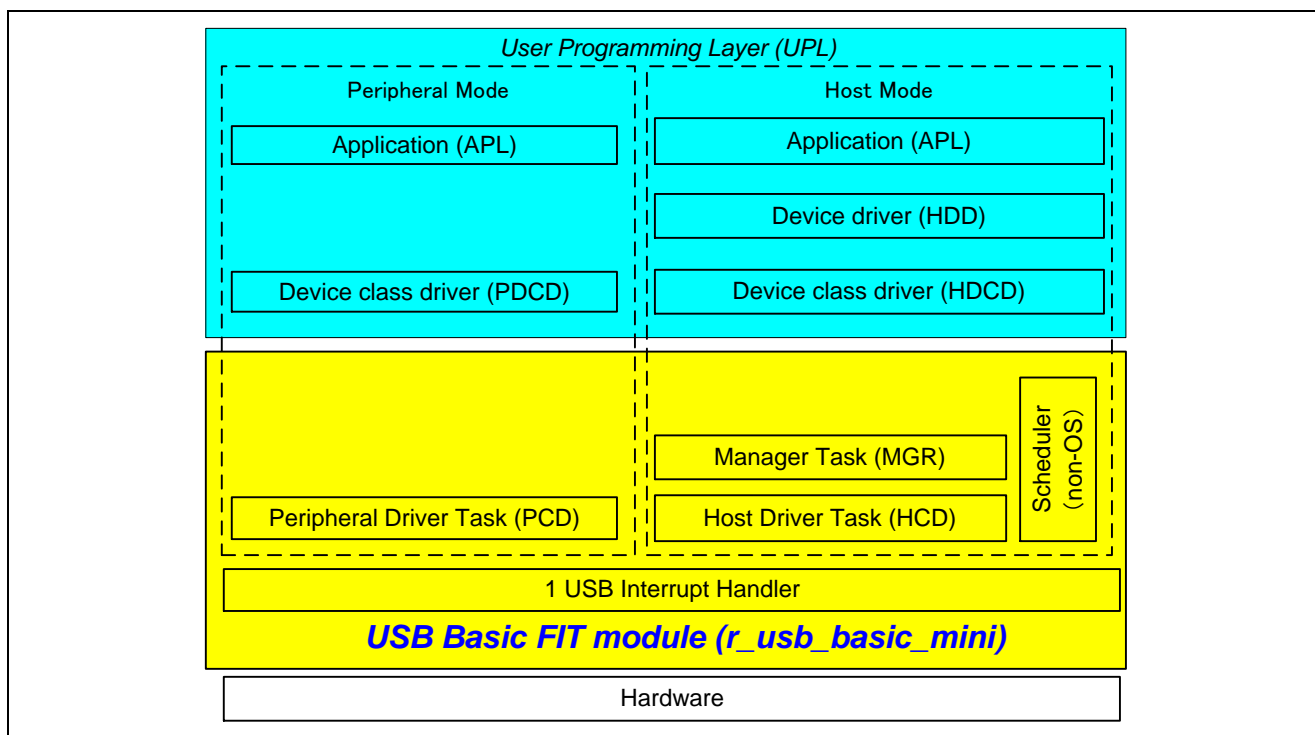 User Programming Layer (UPL)
Peripheral Mode
Host Mode
Application (APL)
Application (APL)
Device driver (HDD)
Device class driver (PDCD)
Device class driver (HDCD)
Scheduler
(non-OS)
Manager Task (MGR)
Peripheral Driver Task (PCD)
Host Driver Task (HCD)
1 USB Interrupt Handler
USB Basic FIT module (r_usb_basic_mini)
Hardware